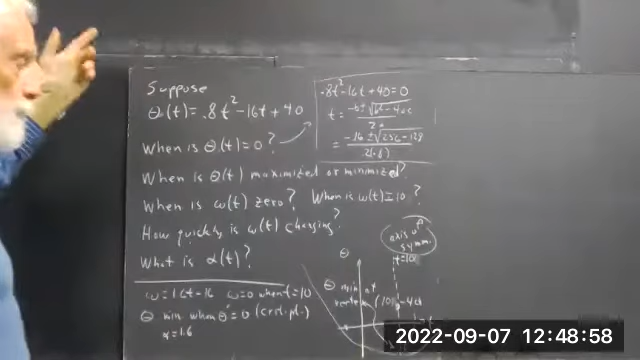 Suppose
θ(t) = .8t² - 16t + 40
When is θ(t) = 0?
When is θ(t) maximized or minimized?
When is ω(t) zero? When is ω(t) = 10?
How quickly is ω(t) changing?
What is α(t)?
ω = 1.6t - 16 ω = 0 when t = 10
θ min when θ' = 0 (crit. pt.)
α = 1.6
.8t² - 16t + 40 = 0
t = -b ± √b² - 4ac
= -16 ± √256 - 128
2(.8)
axis of
symm.
t = 10
θ
θ min
2022-09-07 12:48:58